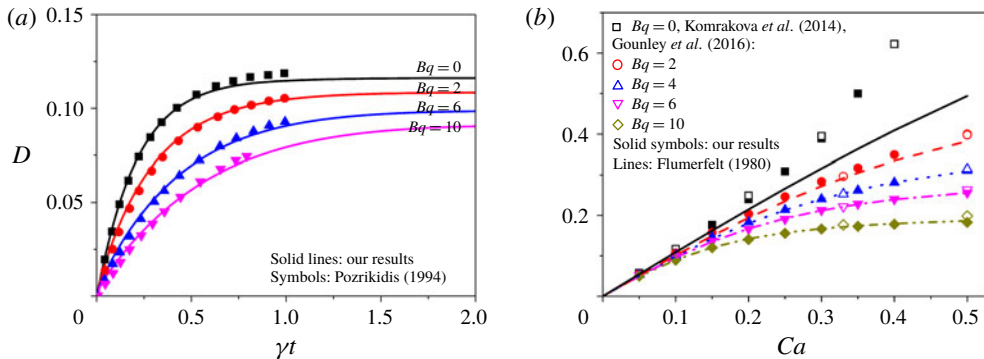 (a)
0.15
0.10
0.05
0
D
Bq = 0
Bq = 2
Bq = 6
Bq = 10
Solid lines: our results
Symbols: Pozrikidis (1994)
0.5
1.0
1.5
2.0
γt
(b)
0.6
0.4
0.2
0
Bq = 0, Komrakova et al. (2014),
Gounley et al. (2016):
Bq = 2
Bq = 4
Bq = 6
Bq = 10
Solid symbols: our results
Lines: Flumerfelt (1980)
0.1
0.2
0.3
0.4
0.5
Ca